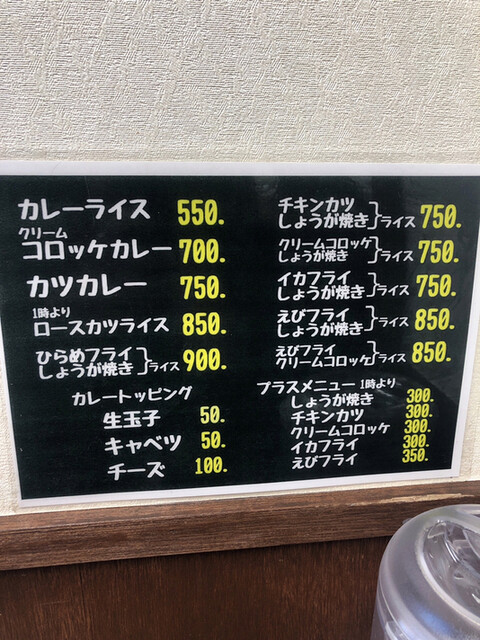 カレーライス 550.
クリーム
コロッケカレー 700.
カツカレー 750.
1時より
ロースカツライス 850.
ひらめフライ
しょうが焼き}ライス 900.
カレートッピング
生玉子 50.
キャベツ 50.
チーズ 100.
チキンカツ
しょうが焼き}ライス 750.
クリームコロッケ
しょうが焼き}ライス 750.
イカフライ
しょうが焼き}ライス 750.
えびフライ
しょうが焼き}ライス 850.
えびフライ
クリームコロッケ}ライス 850.
プラスメニュー 1時より
しょうが焼き 300.
チキンカツ 300.
クリームコロッケ 300.
イカフライ 300.
えびフライ 350.